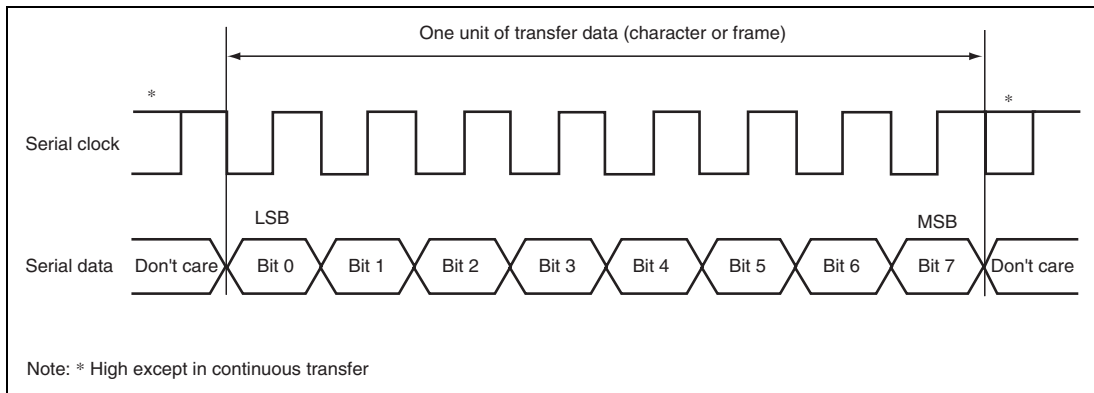 One unit of transfer data (character or frame)
* *
Serial clock
LSB MSB
Serial data Don't care Bit 0 Bit 1 Bit 2 Bit 3 Bit 4 Bit 5 Bit 6 Bit 7 Don't care
Note: * High except in continuous transfer